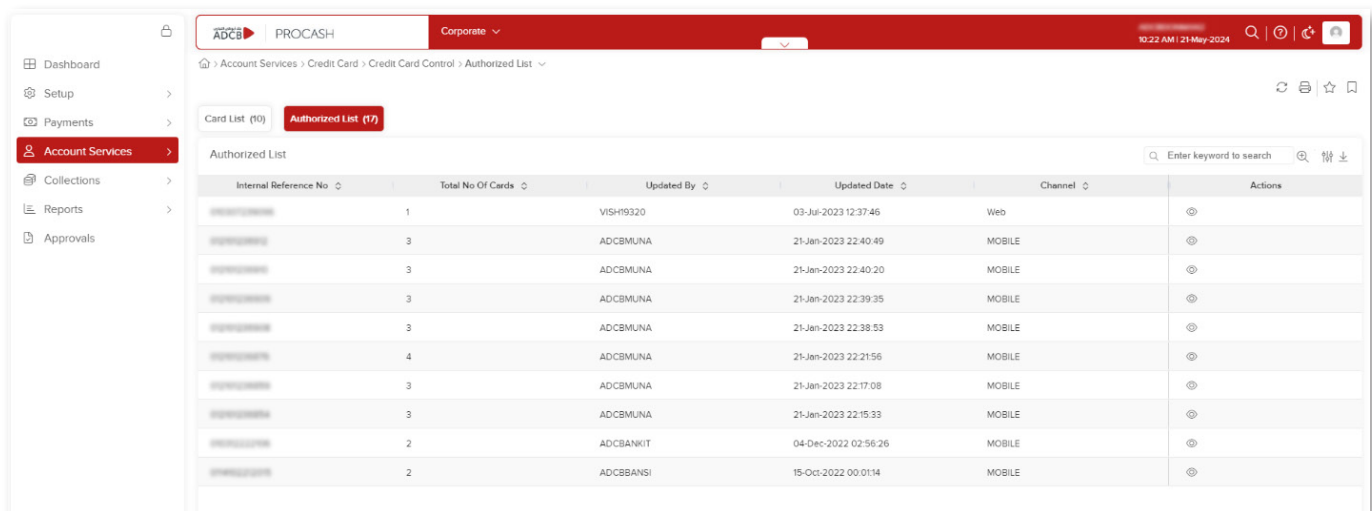 ADCB PROCASH Corporate
10:22 AM | 21-May-2024
Dashboard
Setup
Payments
Account Services
Collections
Reports
Approvals
> Account Services > Credit Card > Credit Card Control > Authorized List
Card List (10) Authorized List (17)
Authorized List Enter keyword to search
Internal Reference No Total No Of Cards Updated By Updated Date Channel Actions
1 VISH19320 03-Jul-2023 12:37:46 Web
3 ADCBMUNA 21-Jan-2023 22:40:49 MOBILE
3 ADCBMUNA 21-Jan-2023 22:40:20 MOBILE
3 ADCBMUNA 21-Jan-2023 22:39:35 MOBILE
3 ADCBMUNA 21-Jan-2023 22:38:53 MOBILE
4 ADCBMUNA 21-Jan-2023 22:21:56 MOBILE
3 ADCBMUNA 21-Jan-2023 22:17:08 MOBILE
3 ADCBMUNA 21-Jan-2023 22:15:33 MOBILE
2 ADCBANKIT 04-Dec-2022 02:56:26 MOBILE
2 ADCBBANSI 15-Oct-2022 00:01:14 MOBILE